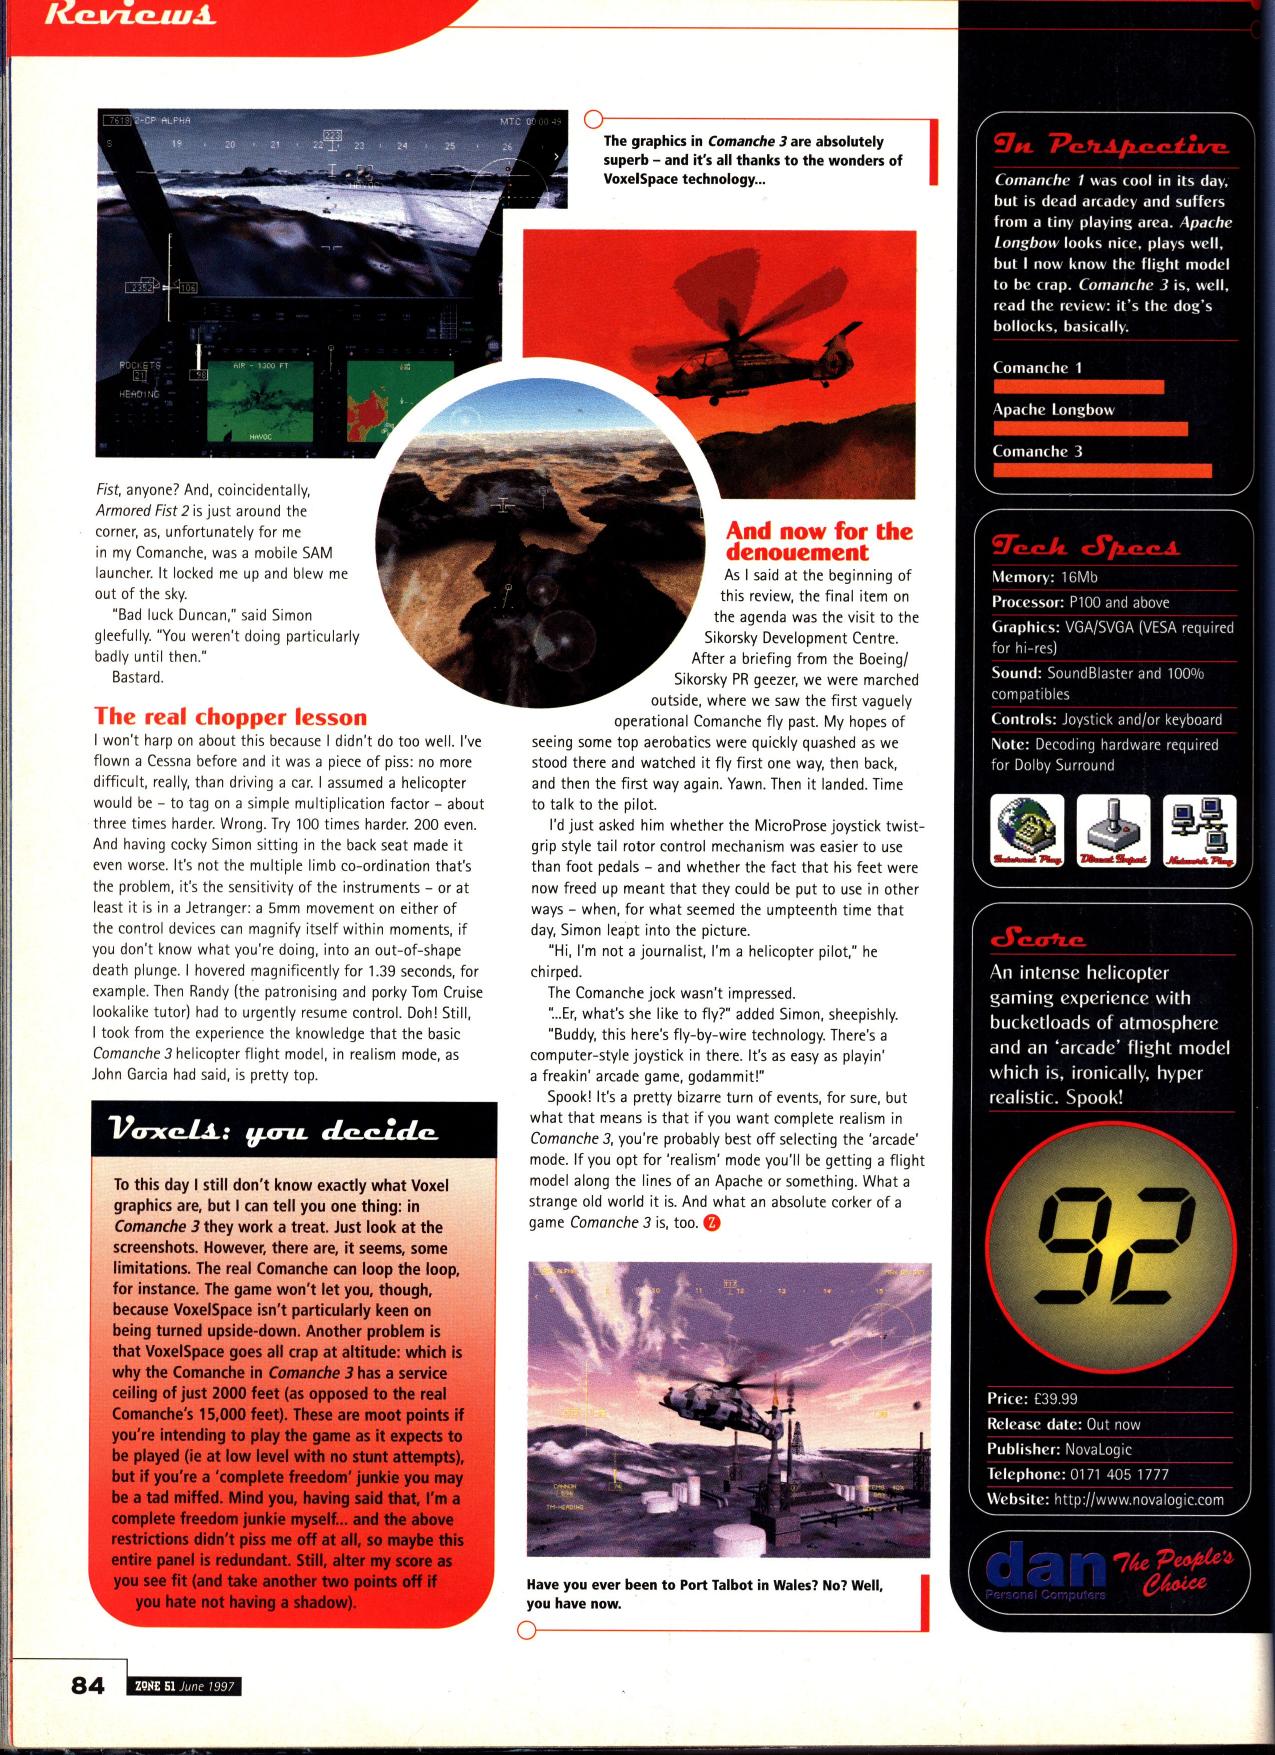 Reviews
7619 2-CP ALPHA
MTC 00:00:49
S 19 20 21 22 23 24 25 26
223
2352
106
98
ROCKETS
21
HEADING
AIR - 1300 FT
HAVOC
The graphics in Comanche 3 are absolutely
superb – and it's all thanks to the wonders of
VoxelSpace technology...
Fist, anyone? And, coincidentally,
Armored Fist 2 is just around the
corner, as, unfortunately for me
in my Comanche, was a mobile SAM
launcher. It locked me up and blew me
out of the sky.
"Bad luck Duncan," said Simon
gleefully. "You weren't doing particularly
badly until then."
Bastard.
The real chopper lesson
I won't harp on about this because I didn't do too well. I've
flown a Cessna before and it was a piece of piss: no more
difficult, really, than driving a car. I assumed a helicopter
would be – to tag on a simple multiplication factor – about
three times harder. Wrong. Try 100 times harder. 200 even.
And having cocky Simon sitting in the back seat made it
even worse. It's not the multiple limb co-ordination that's
the problem, it's the sensitivity of the instruments – or at
least it is in a Jetranger: a 5mm movement on either of
the control devices can magnify itself within moments, if
you don't know what you're doing, into an out-of-shape
death plunge. I hovered magnificently for 1.39 seconds, for
example. Then Randy (the patronising and porky Tom Cruise
lookalike tutor) had to urgently resume control. Doh! Still,
I took from the experience the knowledge that the basic
Comanche 3 helicopter flight model, in realism mode, as
John Garcia had said, is pretty top.
Voxels: you decide
To this day I still don't know exactly what Voxel
graphics are, but I can tell you one thing: in
Comanche 3 they work a treat. Just look at the
screenshots. However, there are, it seems, some
limitations. The real Comanche can loop the loop,
for instance. The game won't let you, though,
because VoxelSpace isn't particularly keen on
being turned upside-down. Another problem is
that VoxelSpace goes all crap at altitude: which is
why the Comanche in Comanche 3 has a service
ceiling of just 2000 feet (as opposed to the real
Comanche's 15,000 feet). These are moot points if
you're intending to play the game as it expects to
be played (ie at low level with no stunt attempts),
but if you're a 'complete freedom' junkie you may
be a tad miffed. Mind you, having said that, I'm a
complete freedom junkie myself... and the above
restrictions didn't piss me off at all, so maybe this
entire panel is redundant. Still, alter my score as
you see fit (and take another two points off if
you hate not having a shadow).
And now for the
denouement
As I said at the beginning of
this review, the final item on
the agenda was the visit to the
Sikorsky Development Centre.
After a briefing from the Boeing/
Sikorsky PR geezer, we were marched
outside, where we saw the first vaguely
operational Comanche fly past. My hopes of
seeing some top aerobatics were quickly quashed as we
stood there and watched it fly first one way, then back,
and then the first way again. Yawn. Then it landed. Time
to talk to the pilot.
I'd just asked him whether the MicroProse joystick twist-
grip style tail rotor control mechanism was easier to use
than foot pedals – and whether the fact that his feet were
now freed up meant that they could be put to use in other
ways – when, for what seemed the umpteenth time that
day, Simon leapt into the picture.
"Hi, I'm not a journalist, I'm a helicopter pilot," he
chirped.
The Comanche jock wasn't impressed.
"...Er, what's she like to fly?" added Simon, sheepishly.
"Buddy, this here's fly-by-wire technology. There's a
computer-style joystick in there. It's as easy as playin'
a freakin' arcade game, godammit!"
Spook! It's a pretty bizarre turn of events, for sure, but
what that means is that if you want complete realism in
Comanche 3, you're probably best off selecting the 'arcade'
mode. If you opt for 'realism' mode you'll be getting a flight
model along the lines of an Apache or something. What a
strange old world it is. And what an absolute corker of a
game Comanche 3 is, too. Z
ALPHA
10 11 12 13 14 15
CANNON
TM-HEADING
Have you ever been to Port Talbot in Wales? No? Well,
you have now.
In Perspective
Comanche 1 was cool in its day,
but is dead arcadey and suffers
from a tiny playing area. Apache
Longbow looks nice, plays well,
but I now know the flight model
to be crap. Comanche 3 is, well,
read the review: it's the dog's
bollocks, basically.
Comanche 1
Apache Longbow
Comanche 3
Tech Specs
Memory: 16Mb
Processor: P100 and above
Graphics: VGA/SVGA (VESA required
for hi-res)
Sound: SoundBlaster and 100%
compatibles
Controls: Joystick and/or keyboard
Note: Decoding hardware required
for Dolby Surround
Internet Play
Direct Input
Network Play
Score
An intense helicopter
gaming experience with
bucketloads of atmosphere
and an 'arcade' flight model
which is, ironically, hyper
realistic. Spook!
92
Price: £39.99
Release date: Out now
Publisher: NovaLogic
Telephone: 0171 405 1777
Website: http://www.novalogic.com
dan
Personal Computers
The People's
Choice
84
ZONE 51 June 1997